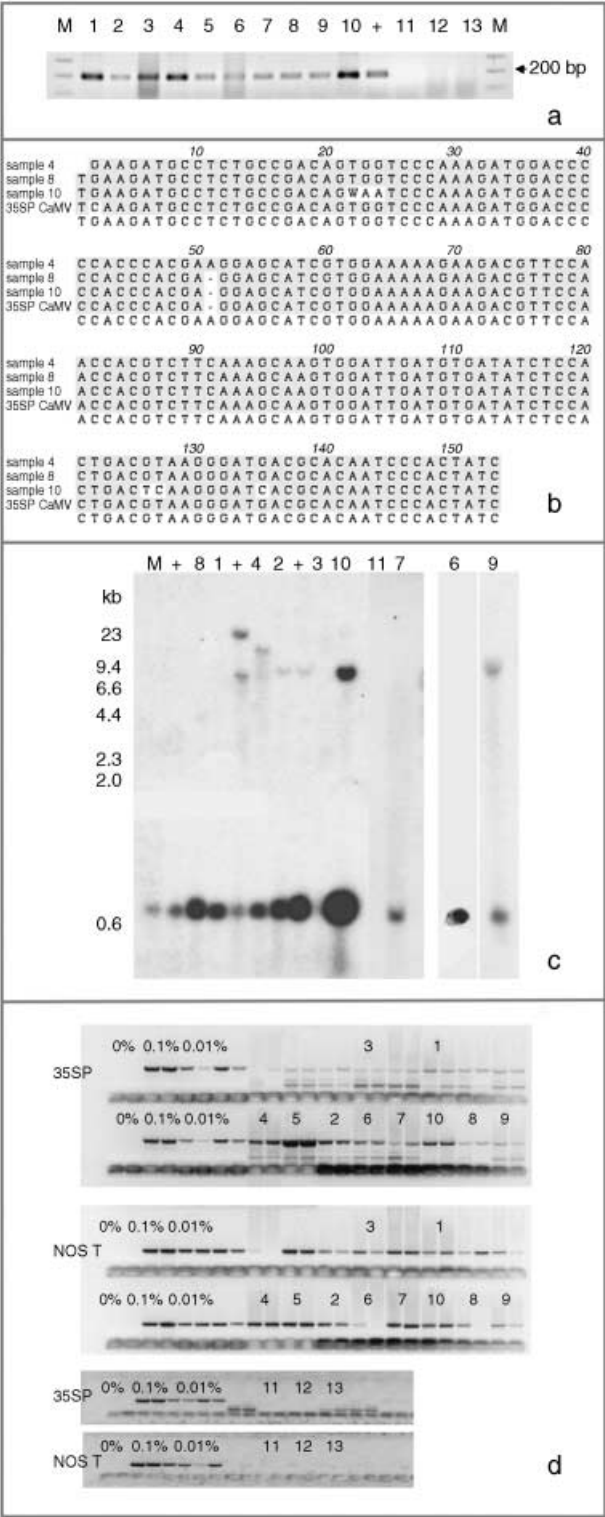 M 1 2 3 4 5 6 7 8 9 10 + 11 12 13 M
200 bp
a
10 20 30 40
sample 4 GAAGATGCCTCTGCCGACAGTGGTCCCAAAGATGGACCC
sample 8 TGAAGATGCCTCTGCCGACAGTGGTCCCAAAGATGGACCC
sample 10 TGAAGATGCCTCTGCCGACAGWAATCCCAAAGATGGACCC
35SP CaMV TCAAGATGCCTCTGCCGACAGTGGTCCCAAAGATGGACCC
TGAAGATGCCTCTGCCGACAGTGGTCCCAAAGATGGACCC
50 60 70 80
sample 4 CCACCCACGAAGGAGCATCGTGGAAAAAGAAGACGTTCCA
sample 8 CCACCCACGA-GGAGCATCGTGGAAAAAGAAGACGTTCCA
sample 10 CCACCCACGA-GGAGCATCGTGGAAAAAGAAGACGTTCCA
35SP CaMV CCACCCACGA-GGAGCATCGTGGAAAAAGAAGACGTTCCA
CCACCCACGAAGGAGCATCGTGGAAAAAGAAGACGTTCCA
90 100 110 120
sample 4 ACCACGTCTTCAAAGCAAGTGGATTGATGTGATATCTCCA
sample 8 ACCACGTCTTCAAAGCAAGTGGATTGATGTGATATCTCCA
sample 10 ACCACGTCTTCAAAGCAAGTGGATTGATGTGATATCTCCA
35SP CaMV ACCACGTCTTCAAAGCAAGTGGATTGATGTGATATCTCCA
ACCACGTCTTCAAAGCAAGTGGATTGATGTGATATCTCCA
130 140 150
sample 4 CTGACGTAAGGGATGACGCACAATCCCACTATC
sample 8 CTGACGTAAGGGATGACGCACAATCCCACTATC
sample 10 CTGACTCAAGGGATCACGCACAATCCCACTATC
35SP CaMV CTGACGTAAGGGATGACGCACAATCCCACTATC
CTGACGTAAGGGATGACGCACAATCCCACTATC
b
M + 8 1 + 4 2 + 3 10 11 7 6 9
kb
23
9.4
6.6
4.4
2.3
2.0
0.6
c
0% 0.1% 0.01% 3 1
35SP
0% 0.1% 0.01% 4 5 2 6 7 10 8 9
0% 0.1% 0.01% 3 1
NOS T
0% 0.1% 0.01% 4 5 2 6 7 10 8 9
0% 0.1% 0.01% 11 12 13
35SP
0% 0.1% 0.01% 11 12 13
NOS T
d